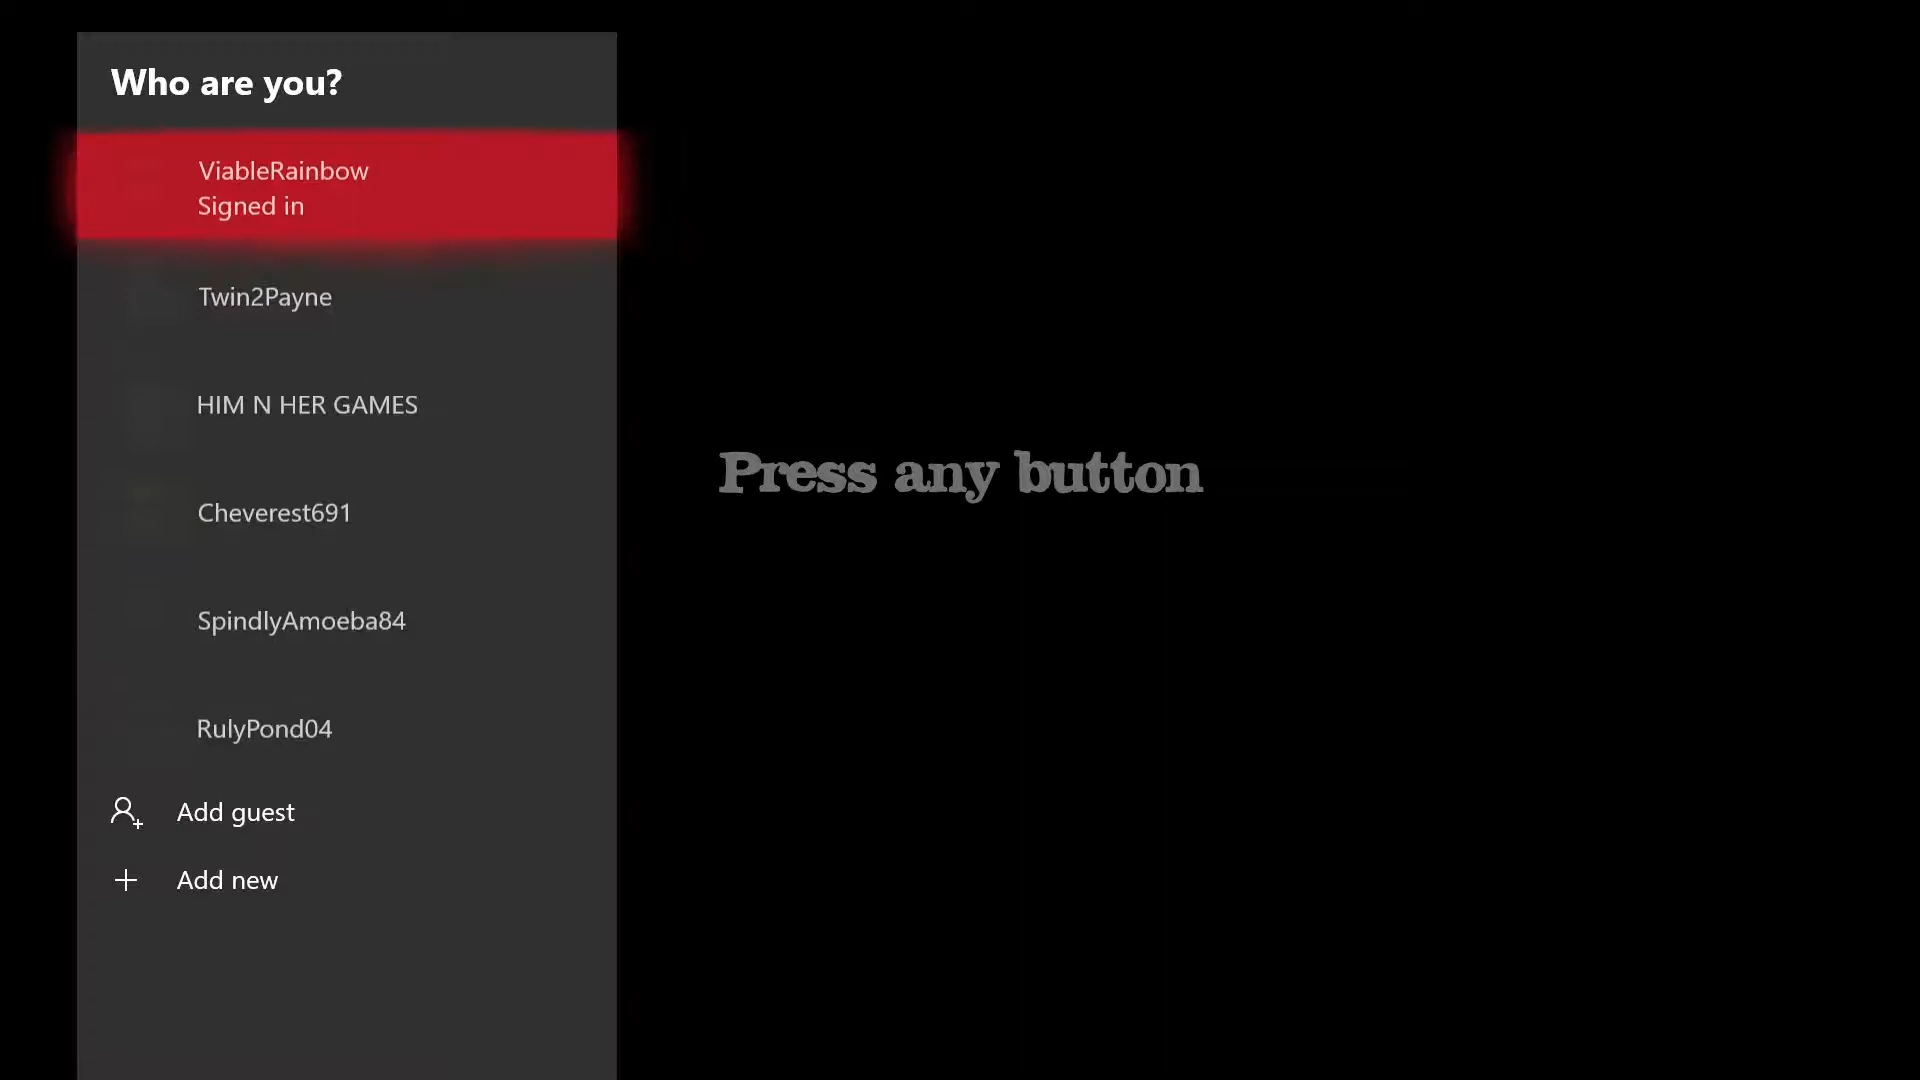 Who are you?
ViableRainbow
Signed in
Twin2Payne
HIM N HER GAMES
Cheverest691
SpindlyAmoeba84
RulyPond04
Add guest
Add new
Press any button